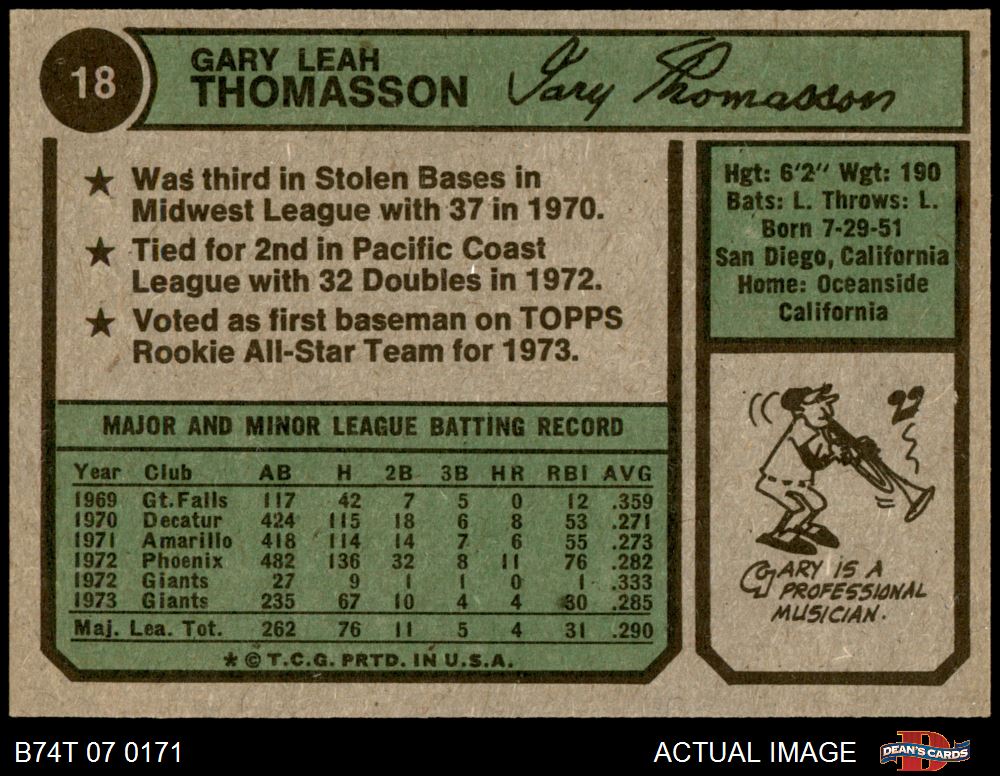 18
GARY LEAH
THOMASSON
Gary Thomasson
★ Was third in Stolen Bases in
Midwest League with 37 in 1970.
★ Tied for 2nd in Pacific Coast
League with 32 Doubles in 1972.
★ Voted as first baseman on TOPPS
Rookie All-Star Team for 1973.
Hgt: 6'2" Wgt: 190
Bats: L. Throws: L.
Born 7-29-51
San Diego, California
Home: Oceanside
California
MAJOR AND MINOR LEAGUE BATTING RECORD
Year Club AB H 2B 3B HR RBI AVG
1969 Gt. Falls 117 42 7 5 0 12 .359
1970 Decatur 424 115 18 6 8 53 .271
1971 Amarillo 418 114 14 7 6 55 .273
1972 Phoenix 482 136 32 8 11 76 .282
1972 Giants 27 9 1 1 0 1 .333
1973 Giants 235 67 10 4 4 30 .285
Maj. Lea. Tot. 262 76 11 5 4 31 .290
* © T.C.G. PRTD. IN U.S.A.
GARY IS A
PROFESSIONAL
MUSICIAN.
B74T 07 0171
ACTUAL IMAGE
DEAN'S CARDS